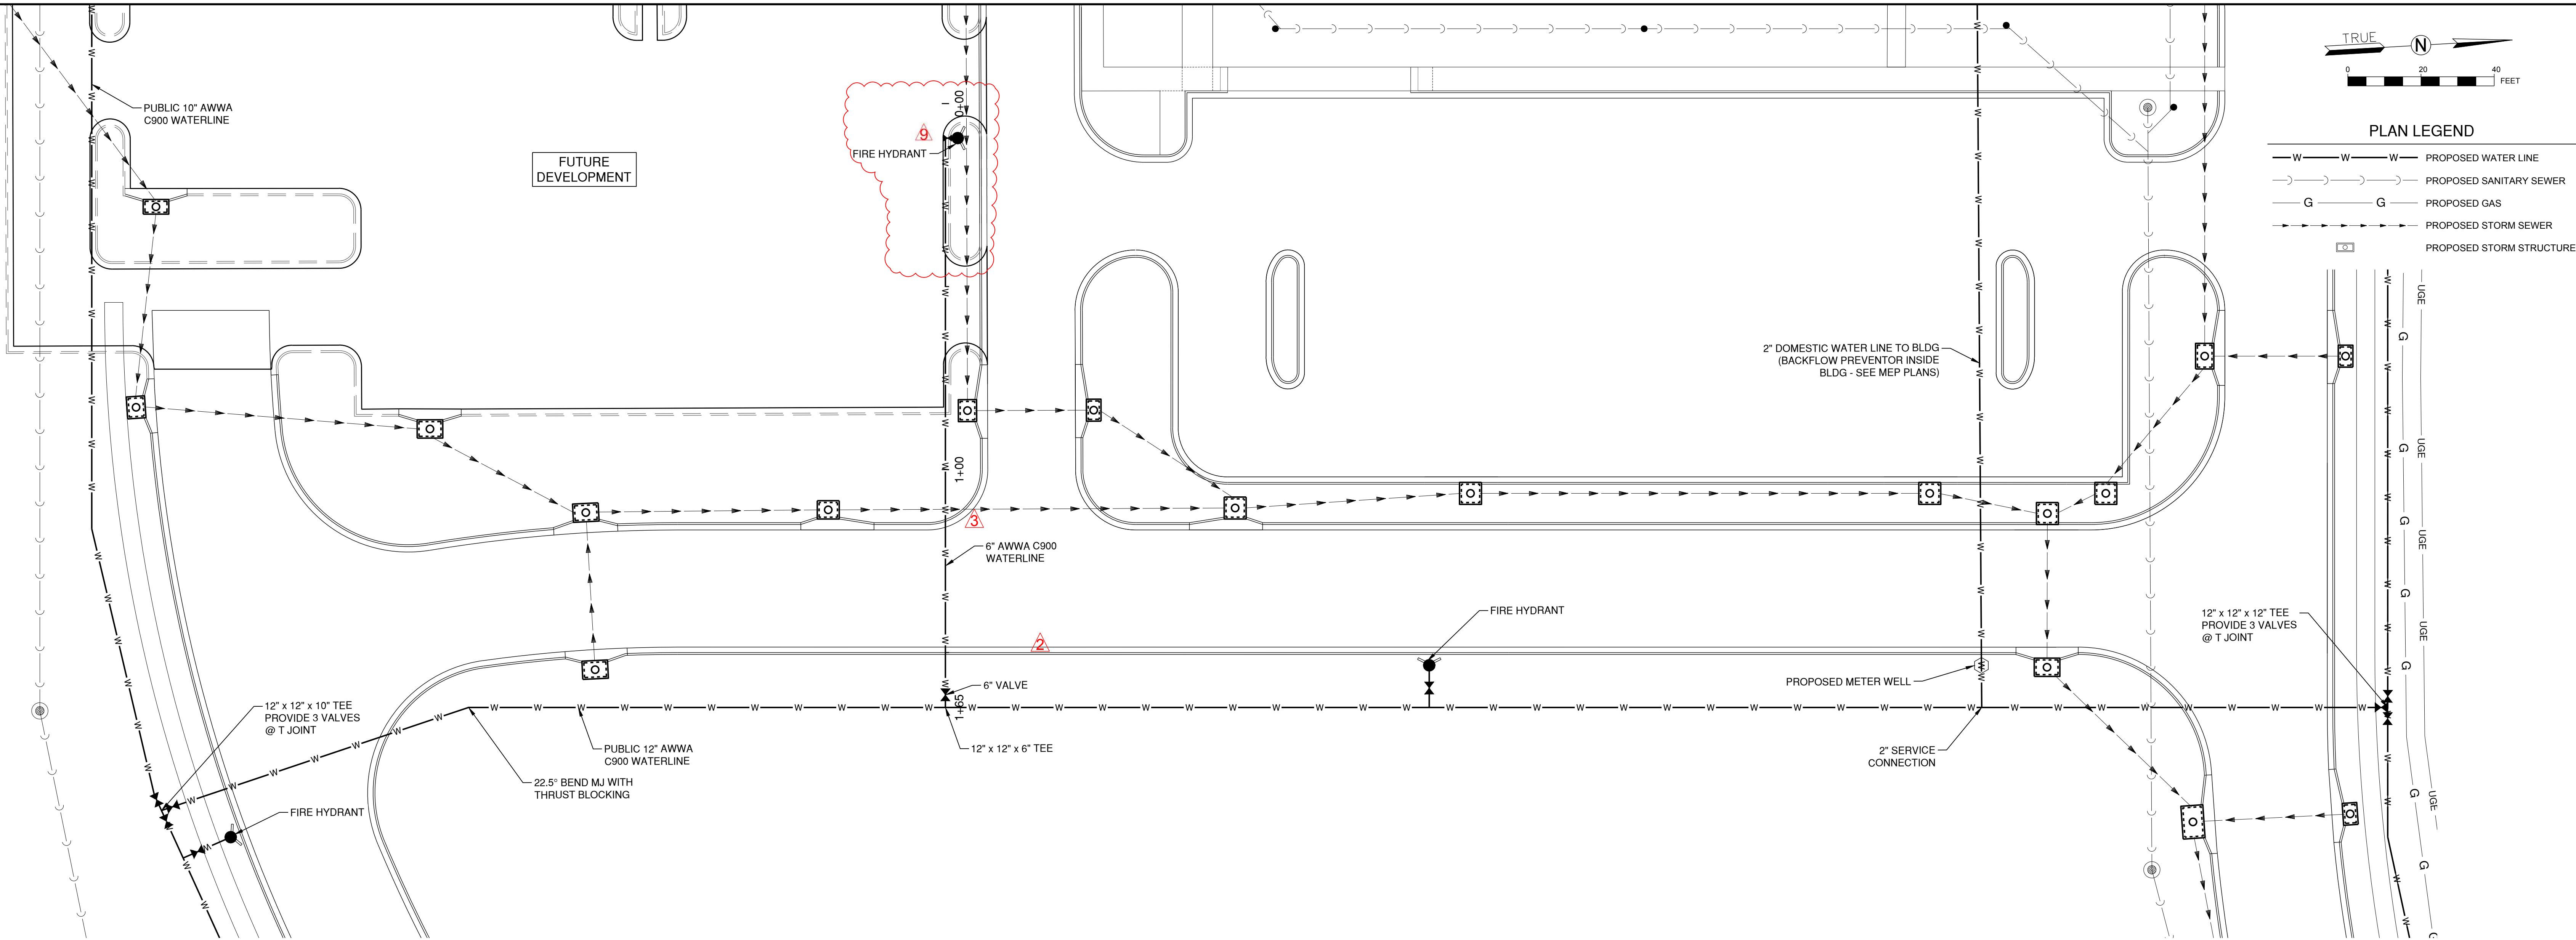 TRUE
N
0 20 40
FEET
PLAN LEGEND
W W W PROPOSED WATER LINE
PROPOSED SANITARY SEWER
G G PROPOSED GAS
PROPOSED STORM SEWER
PROPOSED STORM STRUCTURE
PUBLIC 10" AWWA
C900 WATERLINE
FUTURE
DEVELOPMENT
9
FIRE HYDRANT
0+00
1+00
3
6" AWWA C900
WATERLINE
2
6" VALVE
1+65
12" x 12" x 6" TEE
2" DOMESTIC WATER LINE TO BLDG
(BACKFLOW PREVENTOR INSIDE
BLDG - SEE MEP PLANS)
FIRE HYDRANT
PROPOSED METER WELL
2" SERVICE
CONNECTION
12" x 12" x 12" TEE
PROVIDE 3 VALVES
@ T JOINT
12" x 12" x 10" TEE
PROVIDE 3 VALVES
@ T JOINT
PUBLIC 12" AWWA
C900 WATERLINE
22.5° BEND MJ WITH
THRUST BLOCKING
FIRE HYDRANT
UGE
UGE
UGE
UGE
UGE
G
G
G
G
G
G
G
G
G